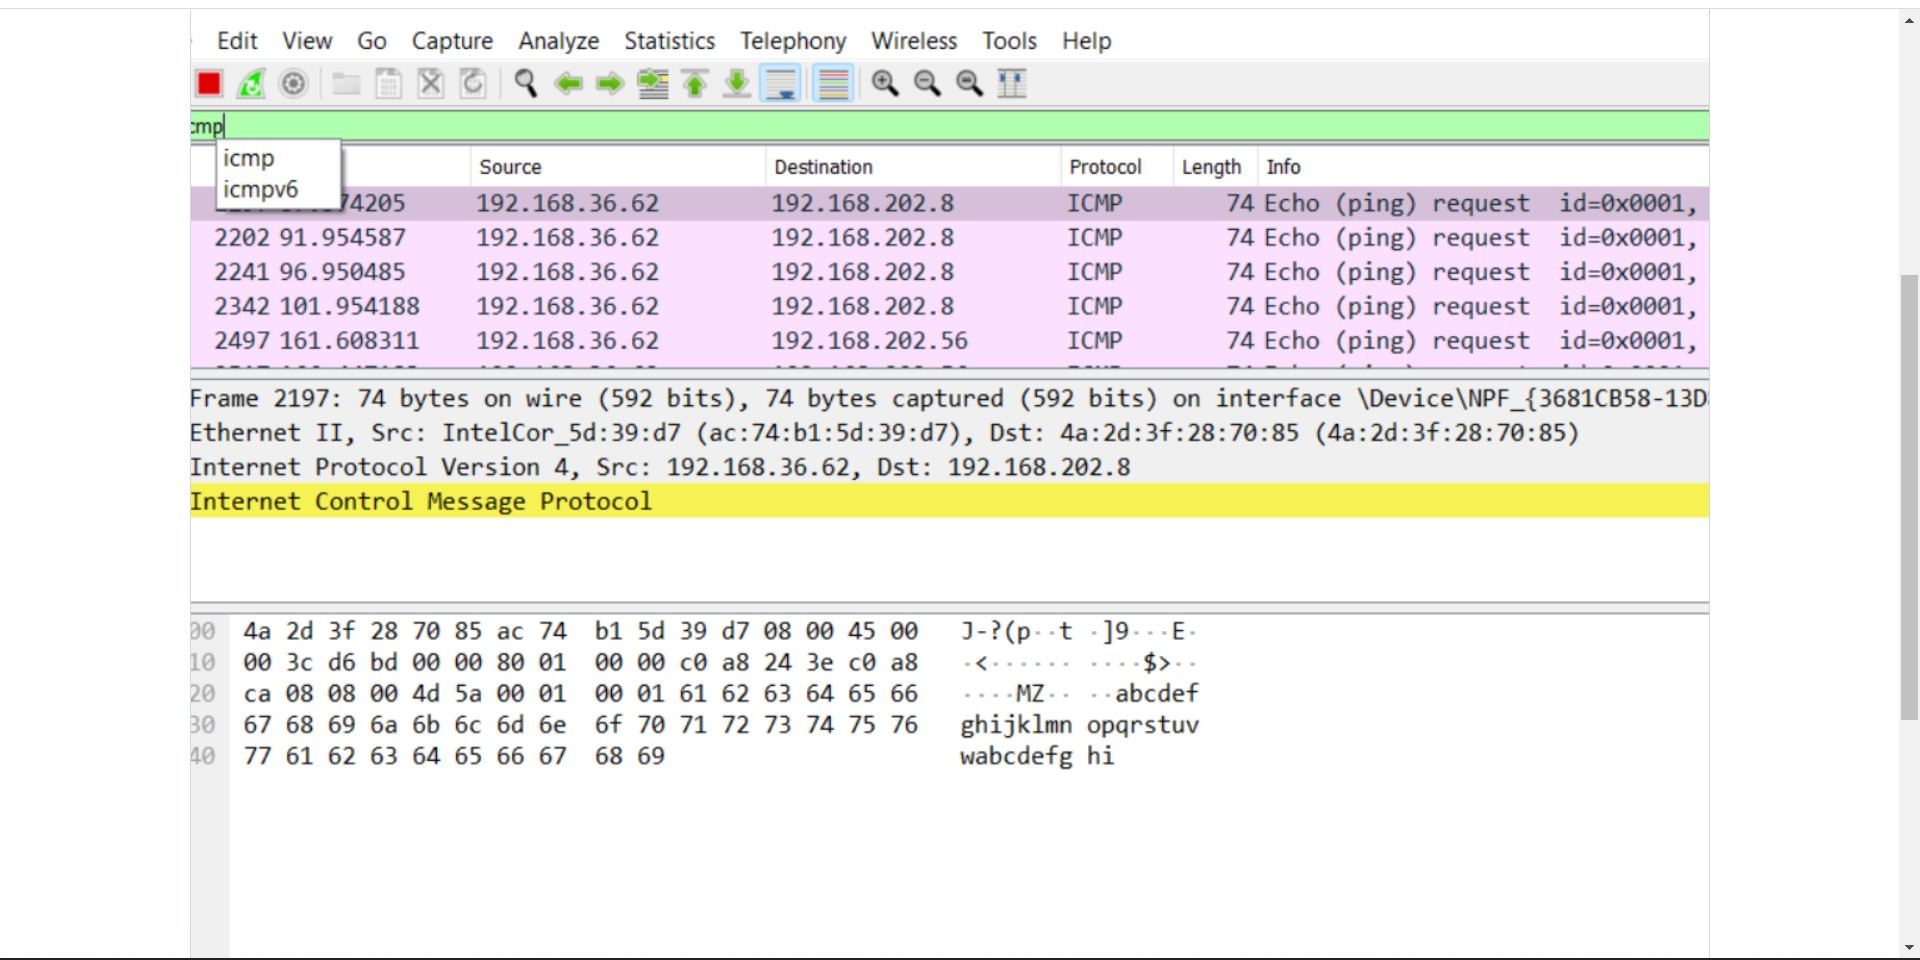 Edit View Go Capture Analyze Statistics Telephony Wireless Tools Help
cmp
icmp
icmpv6
Source Destination Protocol Length Info
74205 192.168.36.62 192.168.202.8 ICMP 74 Echo (ping) request id=0x0001,
2202 91.954587 192.168.36.62 192.168.202.8 ICMP 74 Echo (ping) request id=0x0001,
2241 96.950485 192.168.36.62 192.168.202.8 ICMP 74 Echo (ping) request id=0x0001,
2342 101.954188 192.168.36.62 192.168.202.8 ICMP 74 Echo (ping) request id=0x0001,
2497 161.608311 192.168.36.62 192.168.202.56 ICMP 74 Echo (ping) request id=0x0001,
Frame 2197: 74 bytes on wire (592 bits), 74 bytes captured (592 bits) on interface \Device\NPF_{3681CB58-13D
Ethernet II, Src: IntelCor_5d:39:d7 (ac:74:b1:5d:39:d7), Dst: 4a:2d:3f:28:70:85 (4a:2d:3f:28:70:85)
Internet Protocol Version 4, Src: 192.168.36.62, Dst: 192.168.202.8
Internet Control Message Protocol
00 4a 2d 3f 28 70 85 ac 74 b1 5d 39 d7 08 00 45 00 J-?(p··t ·]9···E·
10 00 3c d6 bd 00 00 80 01 00 00 c0 a8 24 3e c0 a8 ·<······ ····$>··
20 ca 08 08 00 4d 5a 00 01 00 01 61 62 63 64 65 66 ····MZ·· ··abcdef
30 67 68 69 6a 6b 6c 6d 6e 6f 70 71 72 73 74 75 76 ghijklmn opqrstuv
40 77 61 62 63 64 65 66 67 68 69 wabcdefg hi